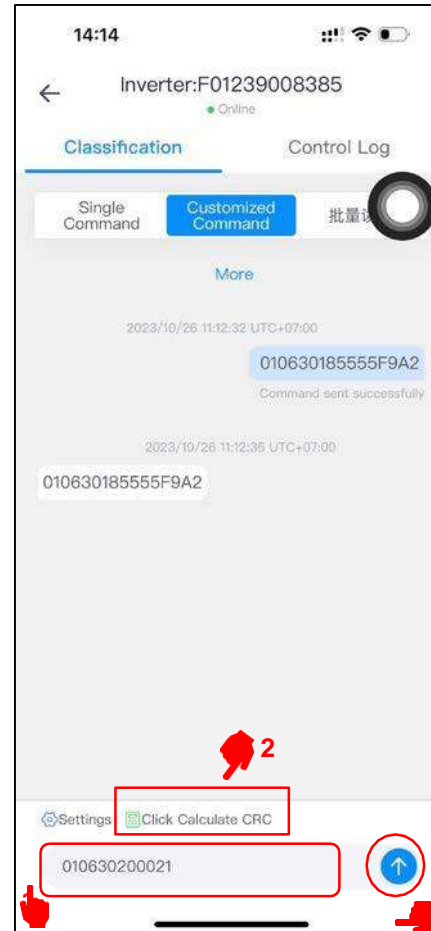 14:14
Inverter:F01239008385
Online
Classification
Control Log
Single
Command
Customized
Command
批量
More
2023/10/26 11:12:32 UTC+07:00
010630185555F9A2
Command sent successfully
2023/10/26 11:12:36 UTC+07:00
010630185555F9A2
2
Settings
Click Calculate CRC
010630200021